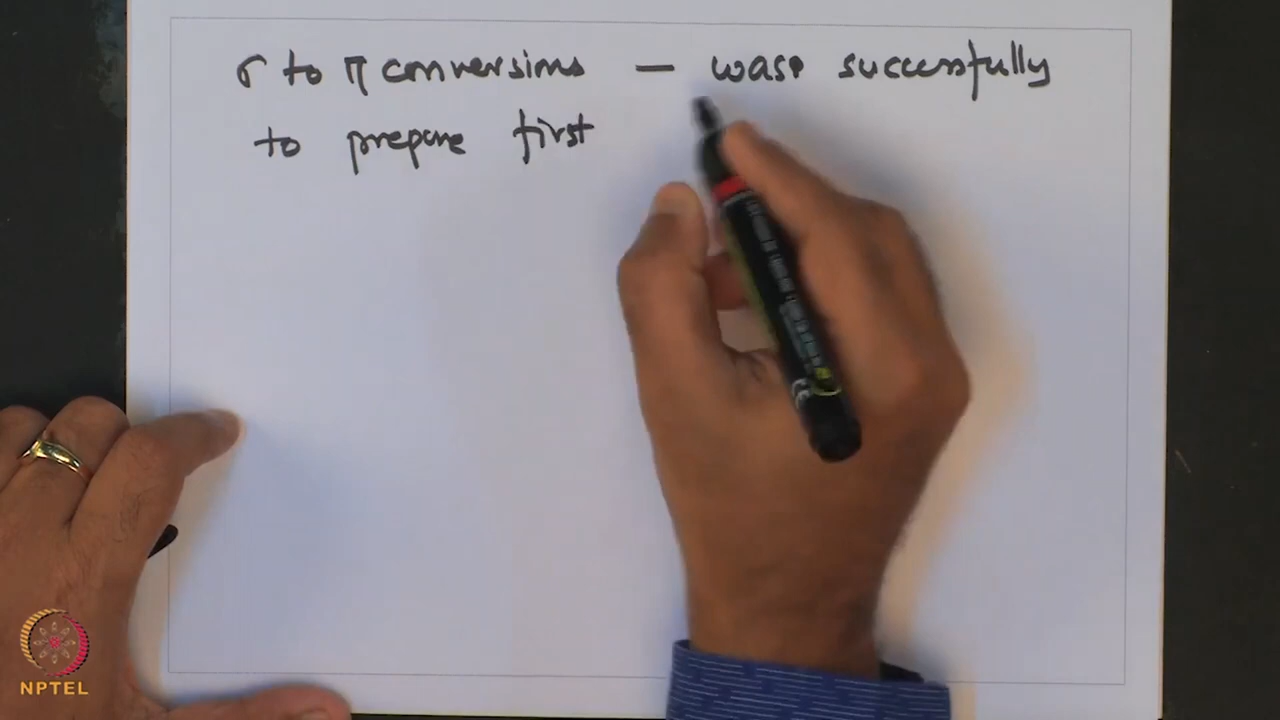 σ to π conversions — was successfully
to prepare first
NPTEL